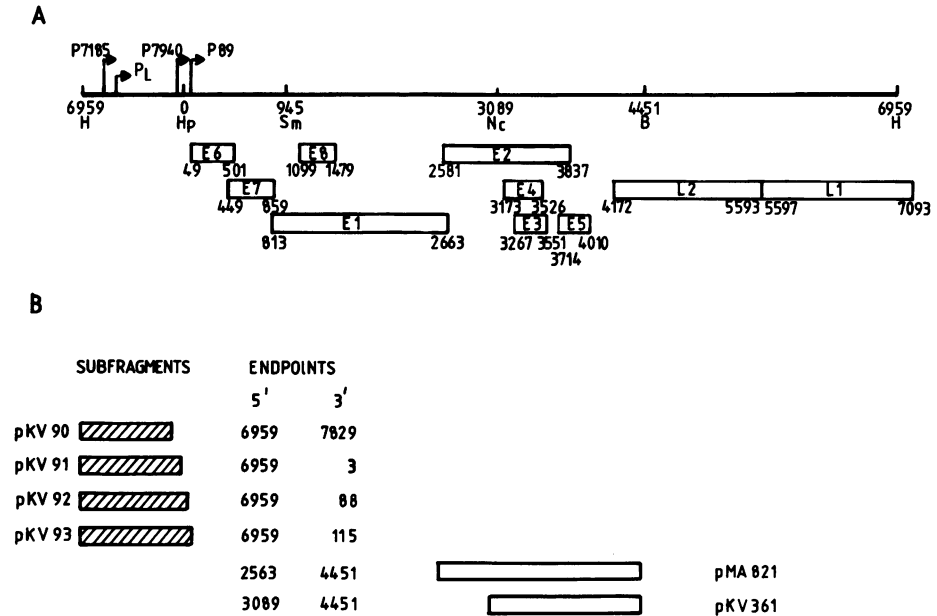 A
P7185 P7940 P89
PL
6959 0 945 3089 4451 6959
H Hp Sm Nc B H
E6 E8 E2
49 501 1099 1479 2581 3837
E7 E4 L2 L1
449 859 3173 3526 4172 5593 5597 7093
E1 E3 E5
813 2663 3267 3551 4010
3714
B
SUBFRAGMENTS ENDPOINTS
5' 3'
pKV 90 6959 7829
pKV 91 6959 3
pKV 92 6959 88
pKV 93 6959 115
2563 4451 pMA 821
3089 4451 pKV 361